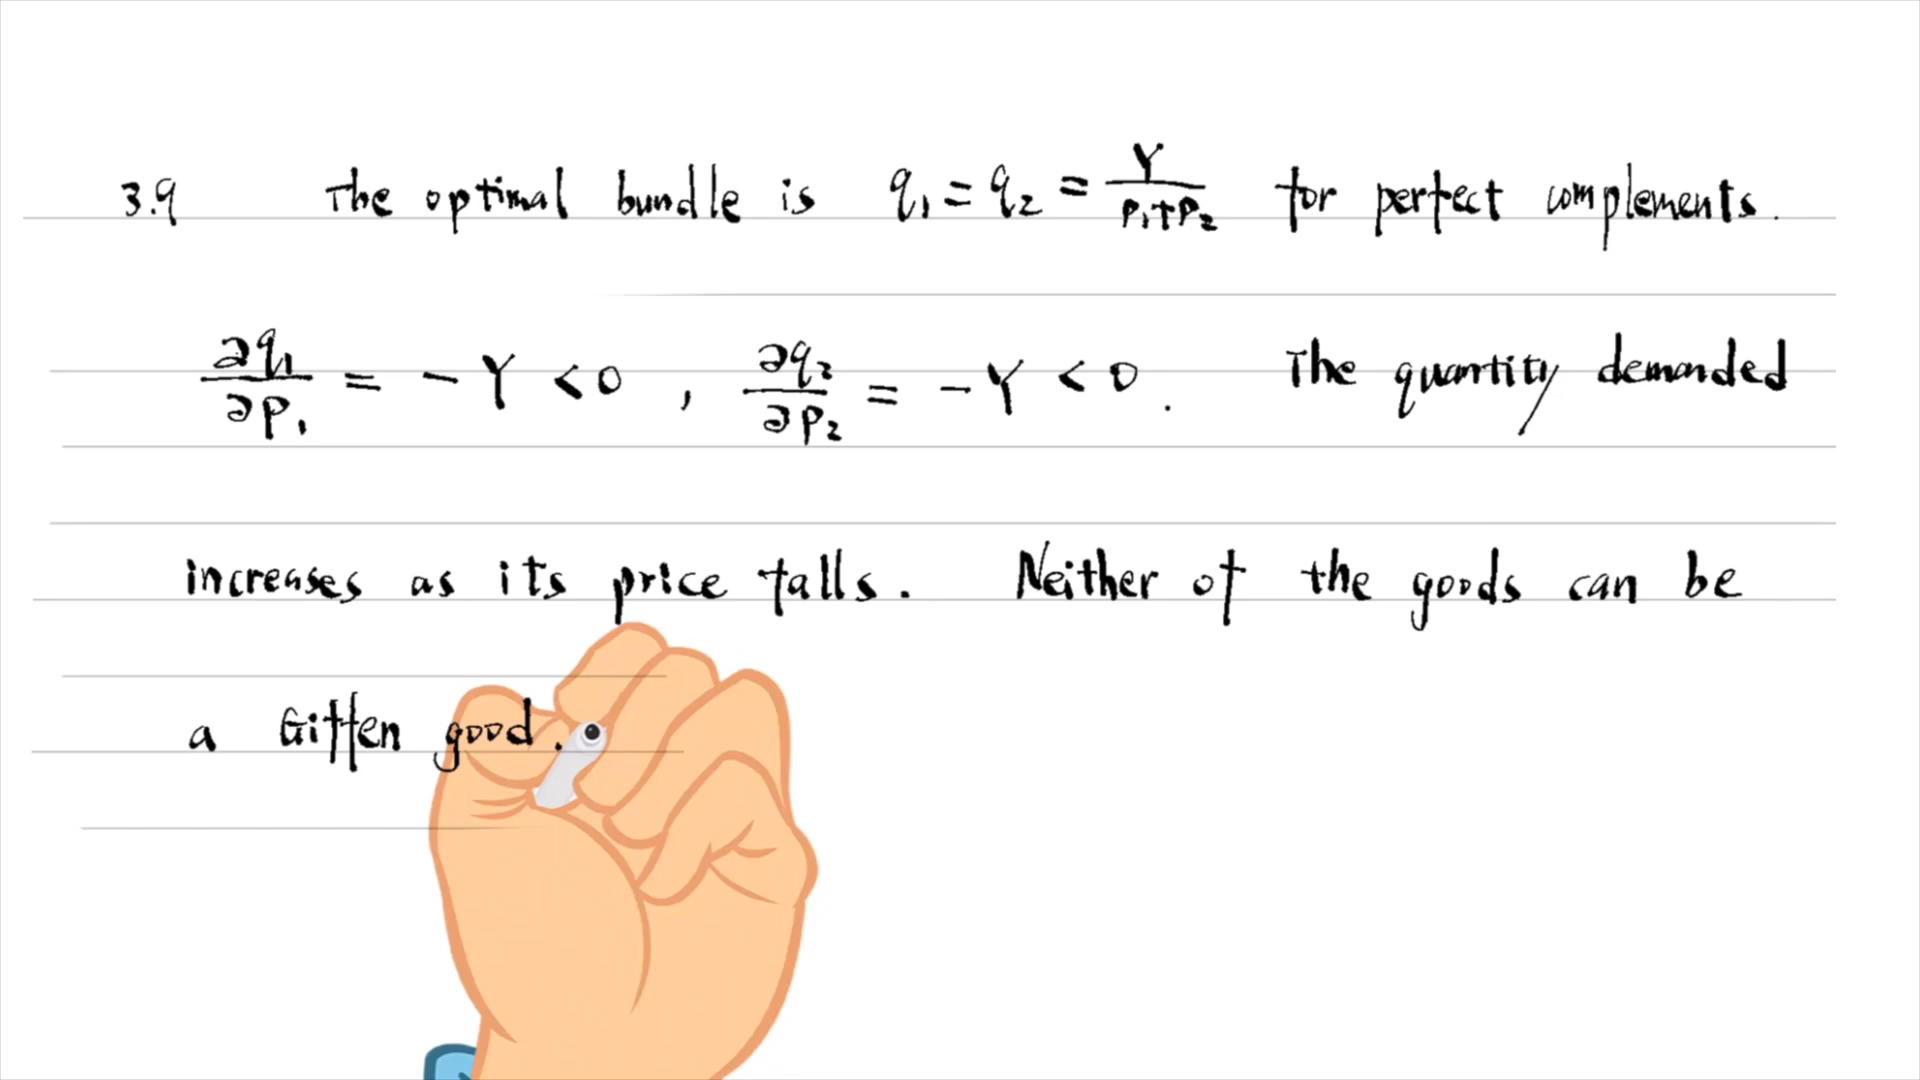 3.9 The optimal bundle is q₁ = q₂ = Y/(P₁+P₂) for perfect complements.
∂q₁/∂P₁ = -Y < 0, ∂q₂/∂P₂ = -Y < 0. The quantity demanded
increases as its price falls. Neither of the goods can be
a Giffen good.